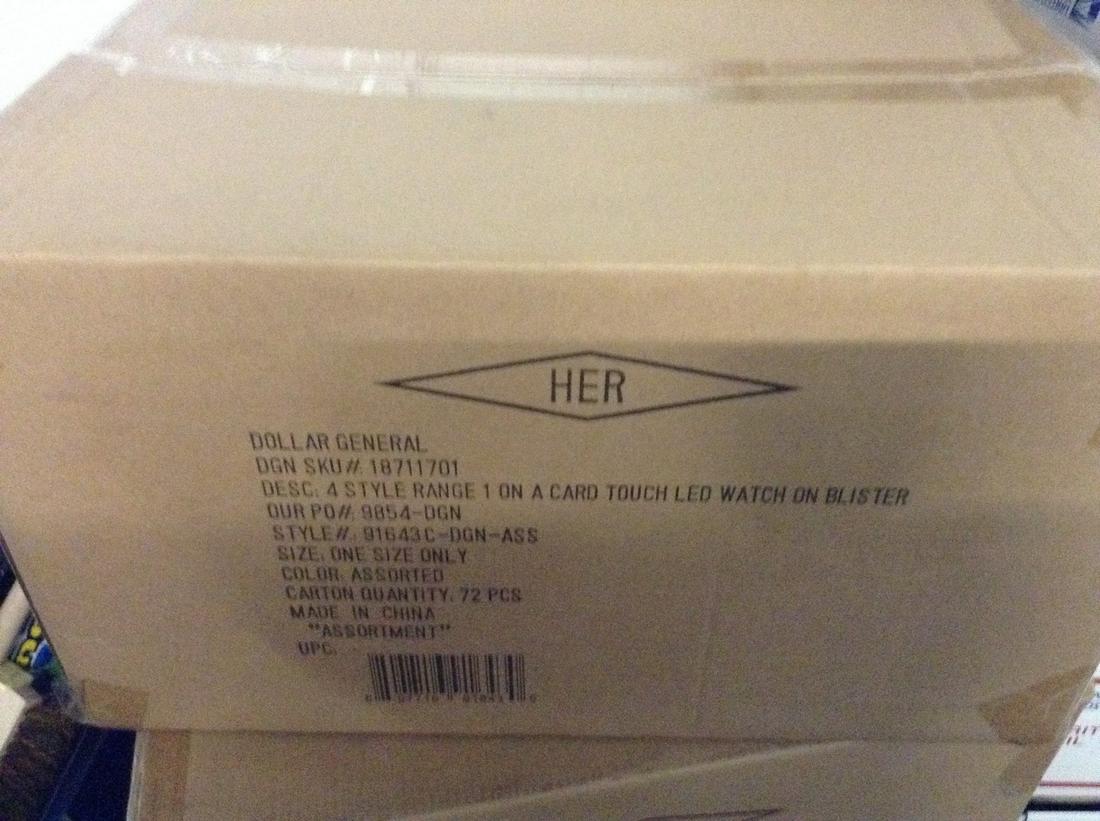 HER
DOLLAR GENERAL
DGN SKU#: 18711701
DESC: 4 STYLE RANGE 1 ON A CARD TOUCH LED WATCH ON BLISTER
OUR PO#: 9854-DGN
STYLE#: 91643C-DGN-ASS
SIZE: ONE SIZE ONLY
COLOR: ASSORTED
CARTON QUANTITY: 72 PCS
MADE IN CHINA
"ASSORTMENT"
UPC: